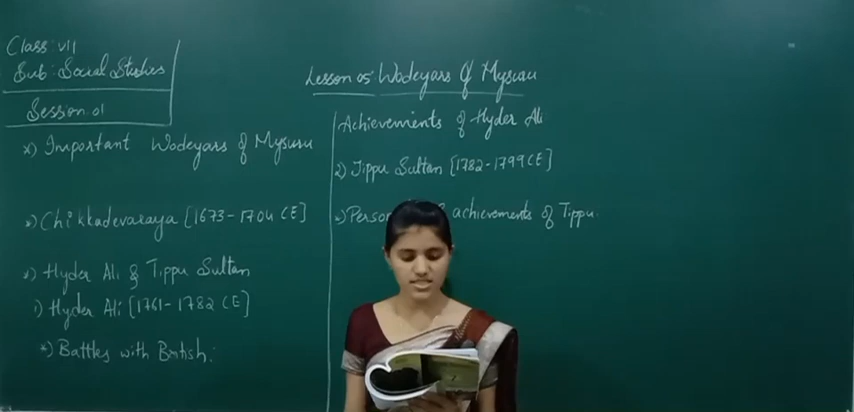 Class: VII
Sub: Social Studies
Session: 01
Lesson 05: Wodeyars of Mysuru
*) Important Wodeyars of Mysuru
*) Chikkadevaraya [1673-1704 CE]
*) Hyder Ali & Tippu Sultan
1) Hyder Ali [1761-1782 CE]
*) Battles with British:
Achievements of Hyder Ali
2) Tippu Sultan [1782-1799 CE]
*) achievements of Tippu.